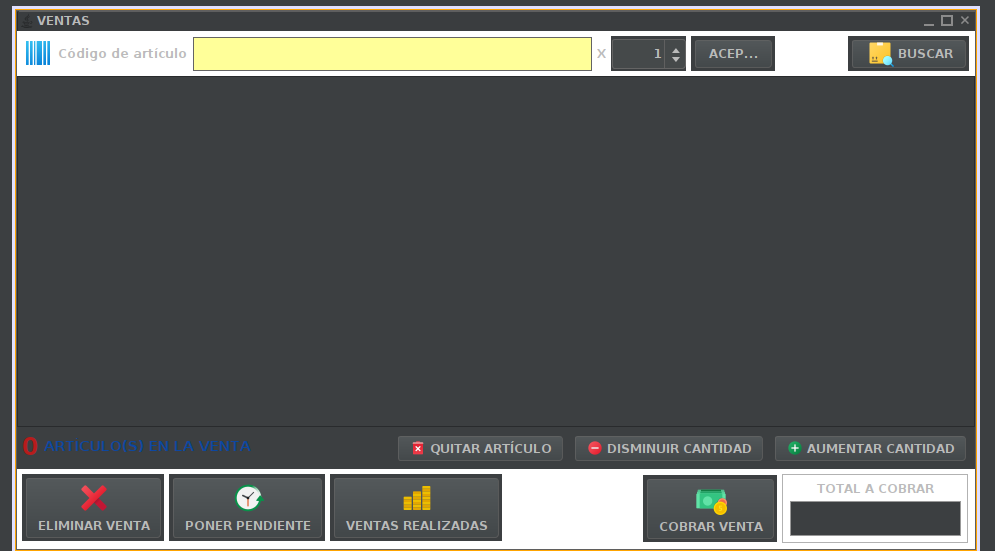 VENTAS
Código de artículo X 1 ACEP... BUSCAR
0 ARTÍCULO(S) EN LA VENTA QUITAR ARTÍCULO DISMINUIR CANTIDAD AUMENTAR CANTIDAD
TOTAL A COBRAR
ELIMINAR VENTA PONER PENDIENTE VENTAS REALIZADAS COBRAR VENTA